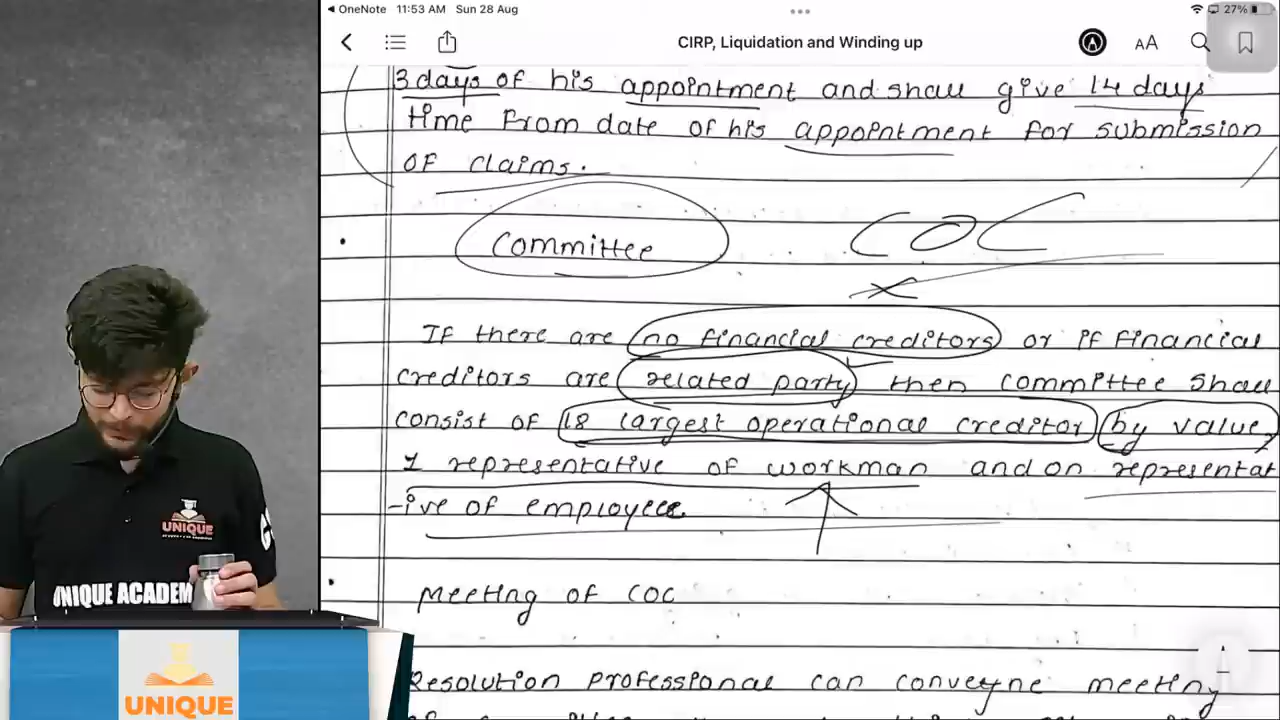 OneNote 11:53 AM Sun 28 Aug 27%
CIRP, Liquidation and Winding up
AA
3 days of his appointment and shall give 14 days
time from date of his appointment for submission
of claims.
Committee COC
If there are no financial creditors or if financial
creditors are related party then committee shall
consist of 18 largest operational creditor by value,
1 representative of workman and on representat
-ive of employee
Meeting of COC
Resolution professional can conveyne meeting
UNIQUE
UNIQUE ACADEM
UNIQUE